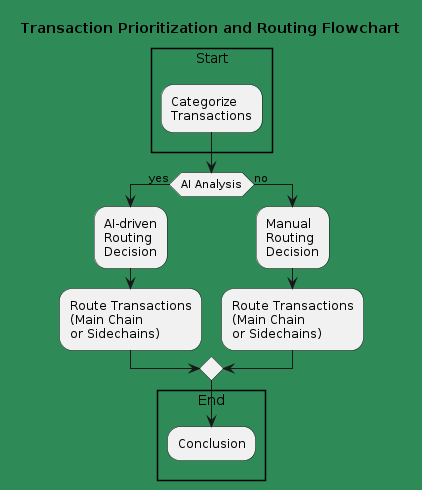 Transaction Prioritization and Routing Flowchart
Start
Categorize
Transactions
AI Analysis
yes
no
AI-driven
Routing
Decision
Manual
Routing
Decision
Route Transactions
(Main Chain
or Sidechains)
Route Transactions
(Main Chain
or Sidechains)
End
Conclusion